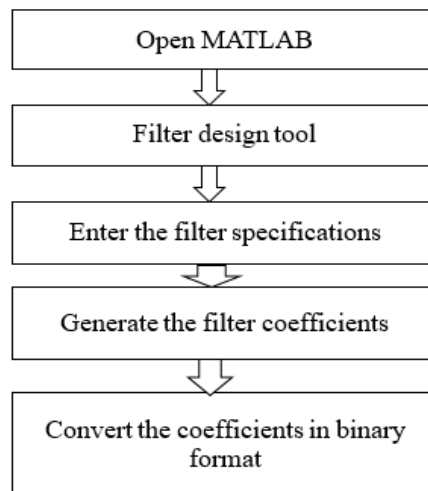 Open MATLAB
Filter design tool
Enter the filter specifications
Generate the filter coefficients
Convert the coefficients in binary
format